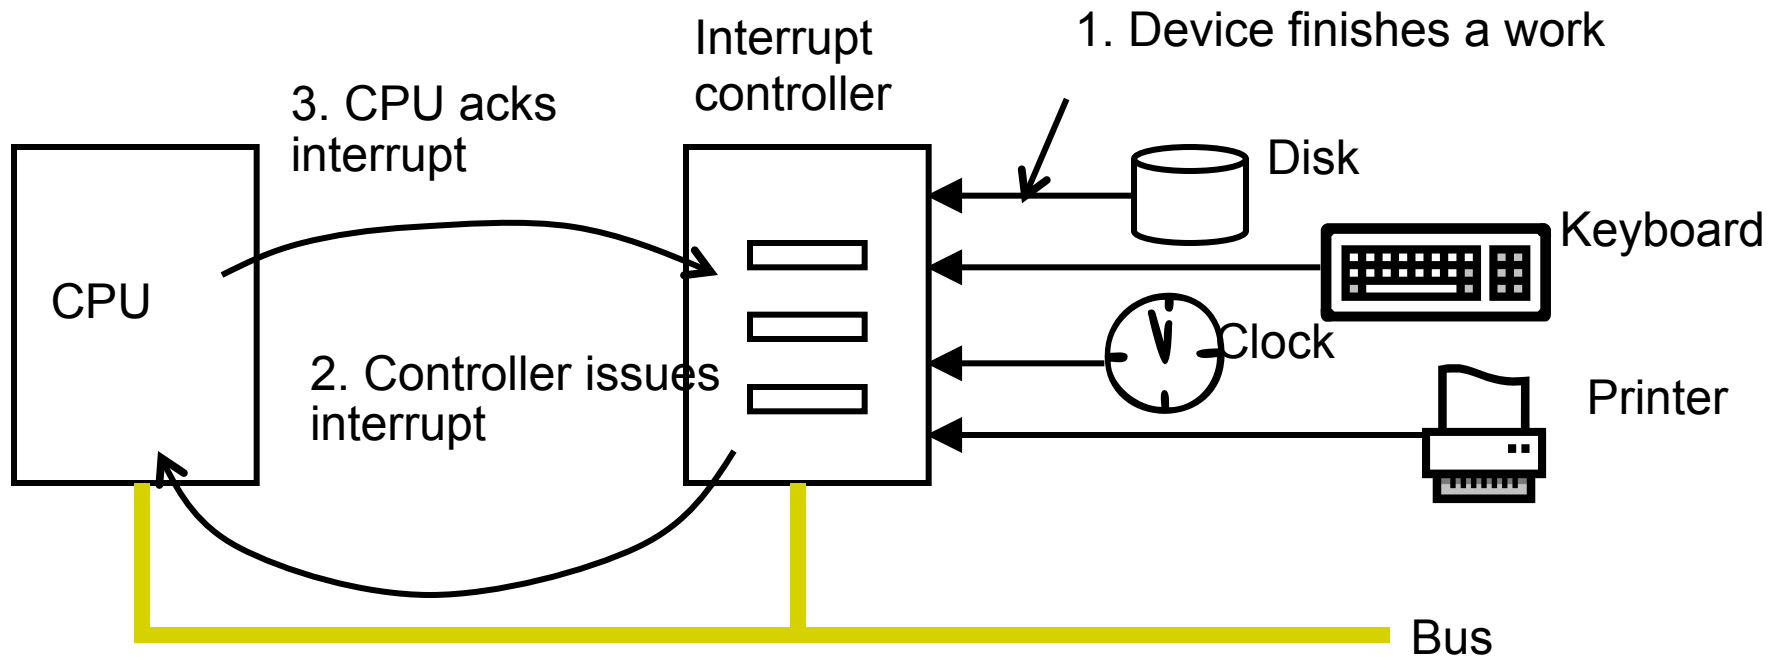 1. Device finishes a work
Interrupt
controller
3. CPU acks
interrupt
Disk
Keyboard
CPU
Clock
2. Controller issues
interrupt
Printer
Bus